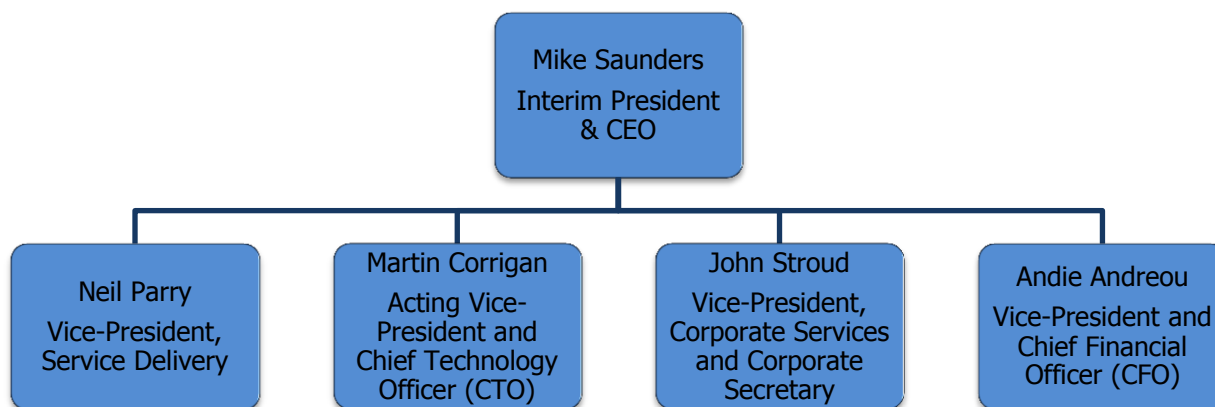 Mike Saunders
Interim President
& CEO
Neil Parry
Vice-President,
Service Delivery
Martin Corrigan
Acting Vice-
President and
Chief Technology
Officer (CTO)
John Stroud
Vice-President,
Corporate Services
and Corporate
Secretary
Andie Andreou
Vice-President and
Chief Financial
Officer (CFO)